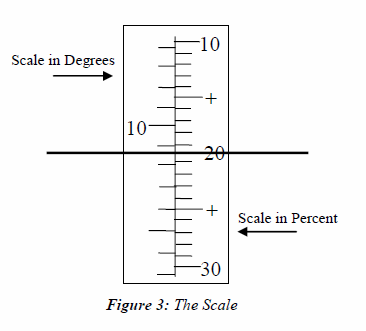 10
Scale in Degrees
+
10
20
+
Scale in Percent
30
Figure 3: The Scale